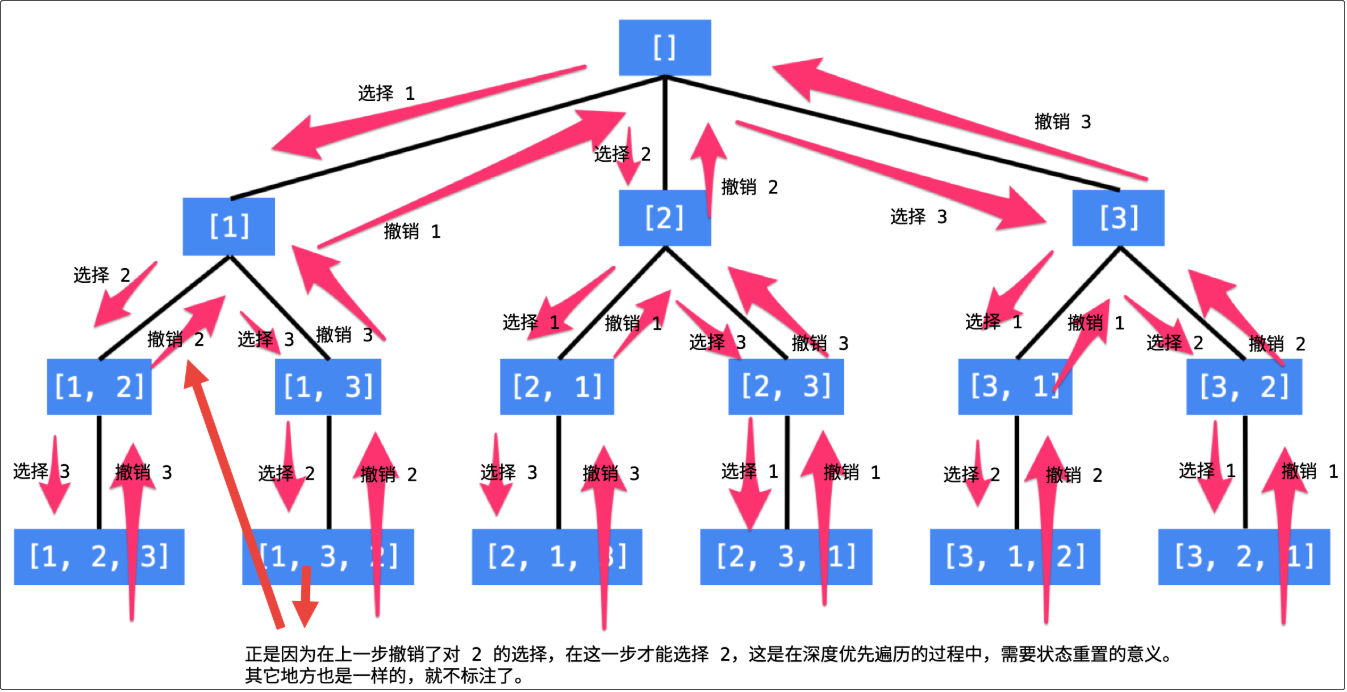 []
选择 1
撤销 3
选择 2
撤销 2
撤销 1
选择 3
[1]
[2]
[3]
选择 2
撤销 2
选择 3
撤销 3
选择 1
撤销 1
选择 3
撤销 3
选择 1
撤销 1
选择 2
撤销 2
[1, 2]
[1, 3]
[2, 1]
[2, 3]
[3, 1]
[3, 2]
选择 3
撤销 3
选择 2
撤销 2
选择 3
撤销 3
选择 1
撤销 1
选择 2
撤销 2
选择 1
撤销 1
[1, 2, 3]
[1, 3, 2]
[2, 1, 3]
[2, 3, 1]
[3, 1, 2]
[3, 2, 1]
正是因为在上一步撤销了对 2 的选择，在这一步才能选择 2，这是在深度优先遍历的过程中，需要状态重置的意义。
其它地方也是一样的，就不标注了。